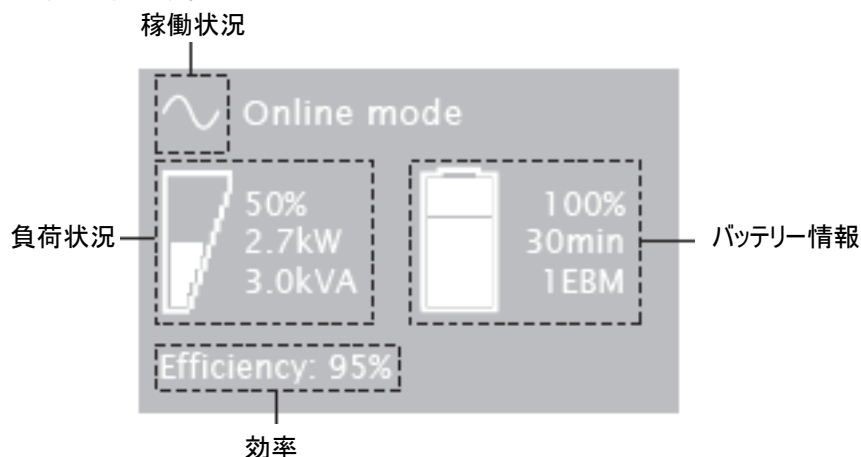 稼働状況
Online mode
負荷状況
50%
2.7kW
3.0kVA
100%
30min
1EBM
バッテリー情報
Efficiency: 95%
効率